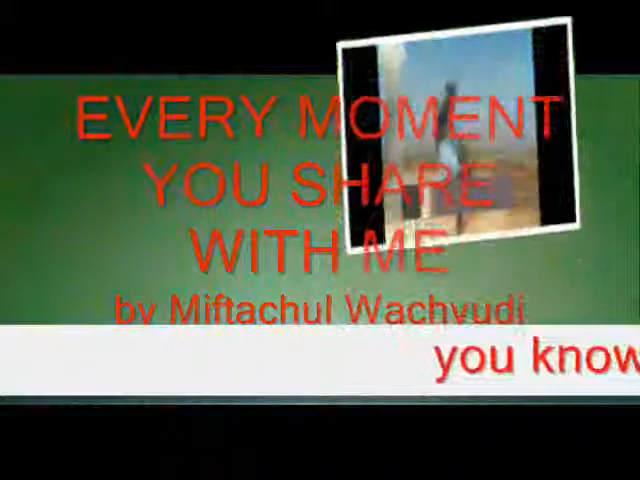 EVERY MOMENT
YOU SHARE
WITH ME
by Miftachul Wachyudi
you know